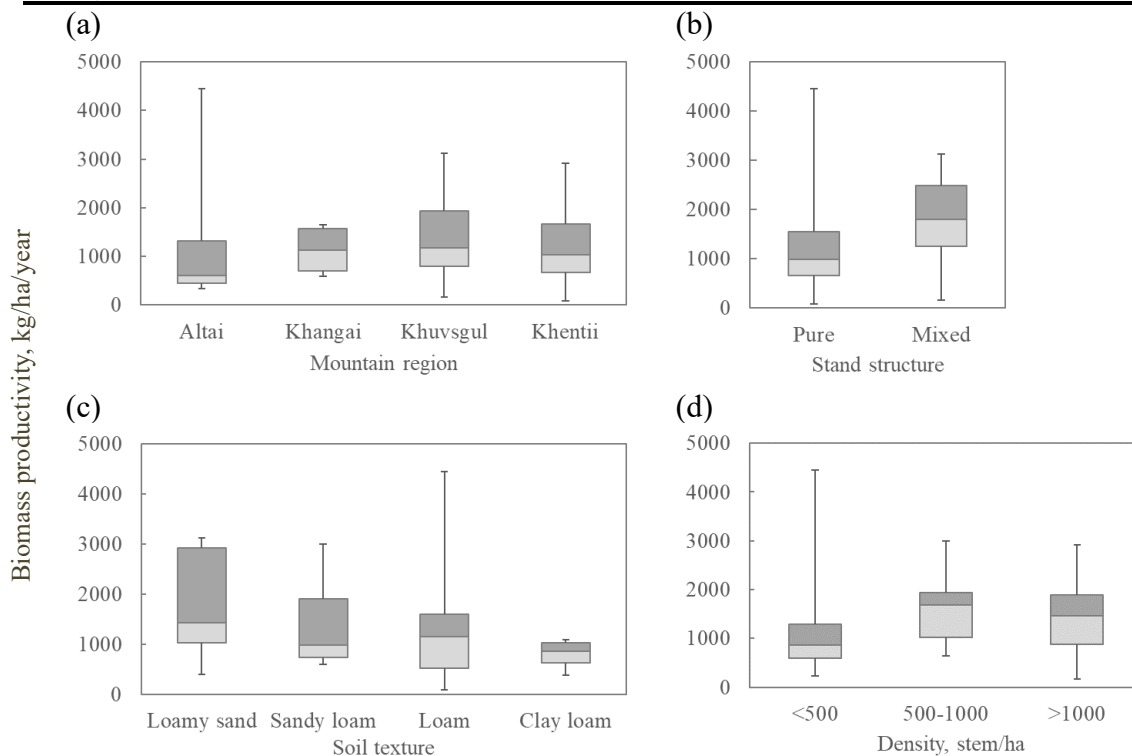 (a)
(b)
Biomass productivity, kg/ha/year
5000
4000
3000
2000
1000
0
Altai
Khangai
Khuvsgul
Khentii
Mountain region
5000
4000
3000
2000
1000
0
Pure
Mixed
Stand structure
(c)
(d)
5000
4000
3000
2000
1000
0
Loamy sand
Sandy loam
Loam
Clay loam
Soil texture
5000
4000
3000
2000
1000
0
<500
500-1000
>1000
Density, stem/ha